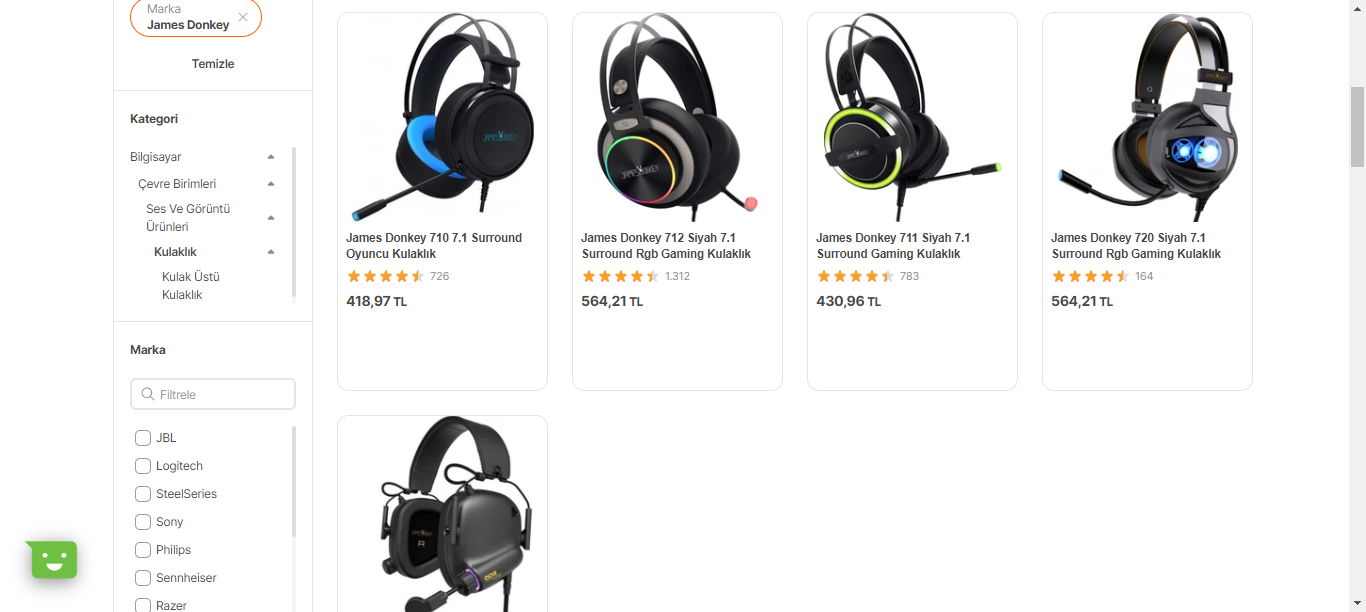 Marka
James Donkey
Temizle
Kategori
Bilgisayar
Çevre Birimleri
Ses Ve Görüntü
Ürünleri
Kulaklık
Kulak Üstü
Kulaklık
Marka
Filtrele
JBL
Logitech
SteelSeries
Sony
Philips
Sennheiser
Razer
JAMES DONKEY
James Donkey 710 7.1 Surround
Oyuncu Kulaklık
726
418,97 TL
JAMES DONKEY
James Donkey 712 Siyah 7.1
Surround Rgb Gaming Kulaklık
1.312
564,21 TL
James Donkey 711 Siyah 7.1
Surround Gaming Kulaklık
783
430,96 TL
James Donkey 720 Siyah 7.1
Surround Rgb Gaming Kulaklık
164
564,21 TL
R